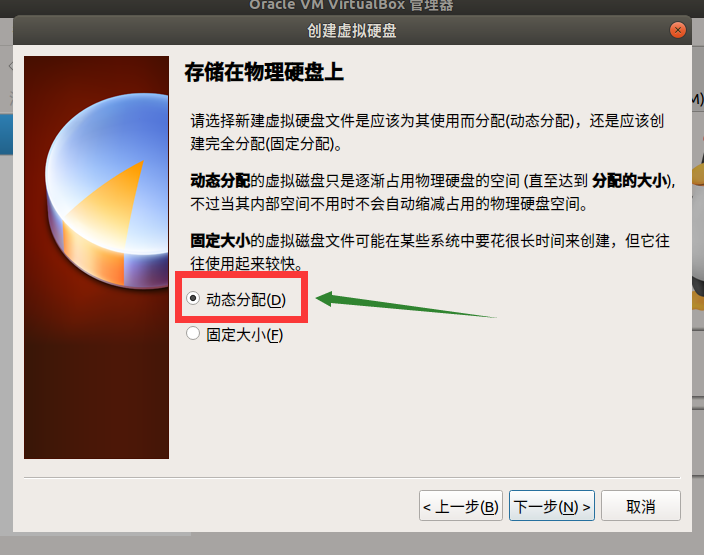 Oracle VM VirtualBox 管理器
创建虚拟硬盘
存储在物理硬盘上
请选择新建虚拟硬盘文件是应该为其使用而分配(动态分配)，还是应该创
建完全分配(固定分配)。
动态分配的虚拟磁盘只是逐渐占用物理硬盘的空间 (直至达到 分配的大小),
不过当其内部空间不用时不会自动缩减占用的物理硬盘空间。
固定大小的虚拟磁盘文件可能在某些系统中要花很长时间来创建，但它往
往使用起来较快。
动态分配(D)
固定大小(F)
< 上一步(B)
下一步(N) >
取消